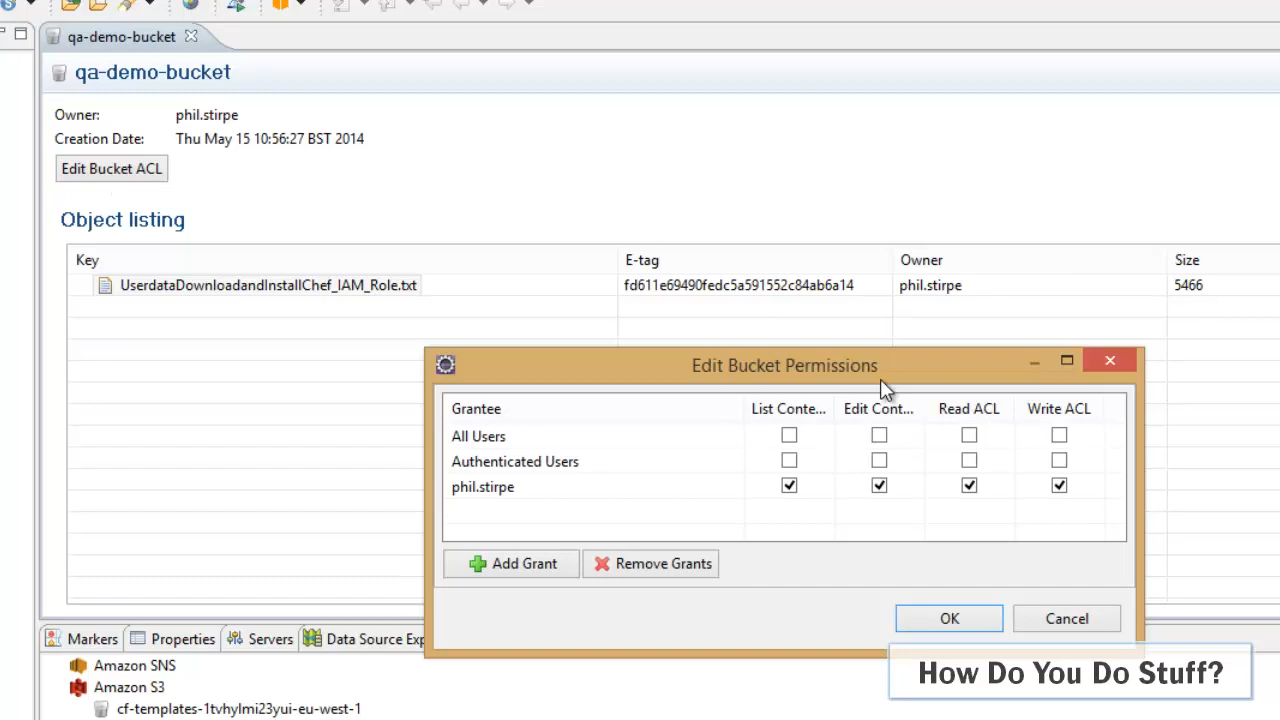 qa-demo-bucket
qa-demo-bucket
Owner: phil.stirpe
Creation Date: Thu May 15 10:56:27 BST 2014
Edit Bucket ACL
Object listing
Key E-tag Owner Size
UserdataDownloadandInstallChef_IAM_Role.txt fd611e69490fedc5a591552c84ab6a14 phil.stirpe 5466
Edit Bucket Permissions
Grantee List Conte... Edit Cont... Read ACL Write ACL
All Users
Authenticated Users
phil.stirpe
Add Grant Remove Grants
OK Cancel
Markers Properties Servers Data Source Exp
How Do You Do Stuff?
Amazon SNS
Amazon S3
cf-templates-1tvhylmi23yui-eu-west-1